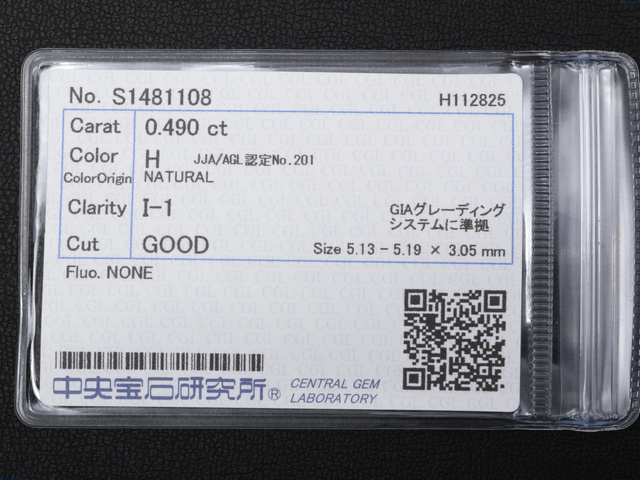 No. S1481108
H112825
Carat 0.490 ct
Color H JJA/AGL認定No.201
ColorOrigin NATURAL
Clarity I-1
GIAグレーディング
システムに準拠
Cut GOOD Size 5.13 - 5.19 × 3.05 mm
Fluo. NONE
中央宝石研究所® CENTRAL GEM
LABORATORY